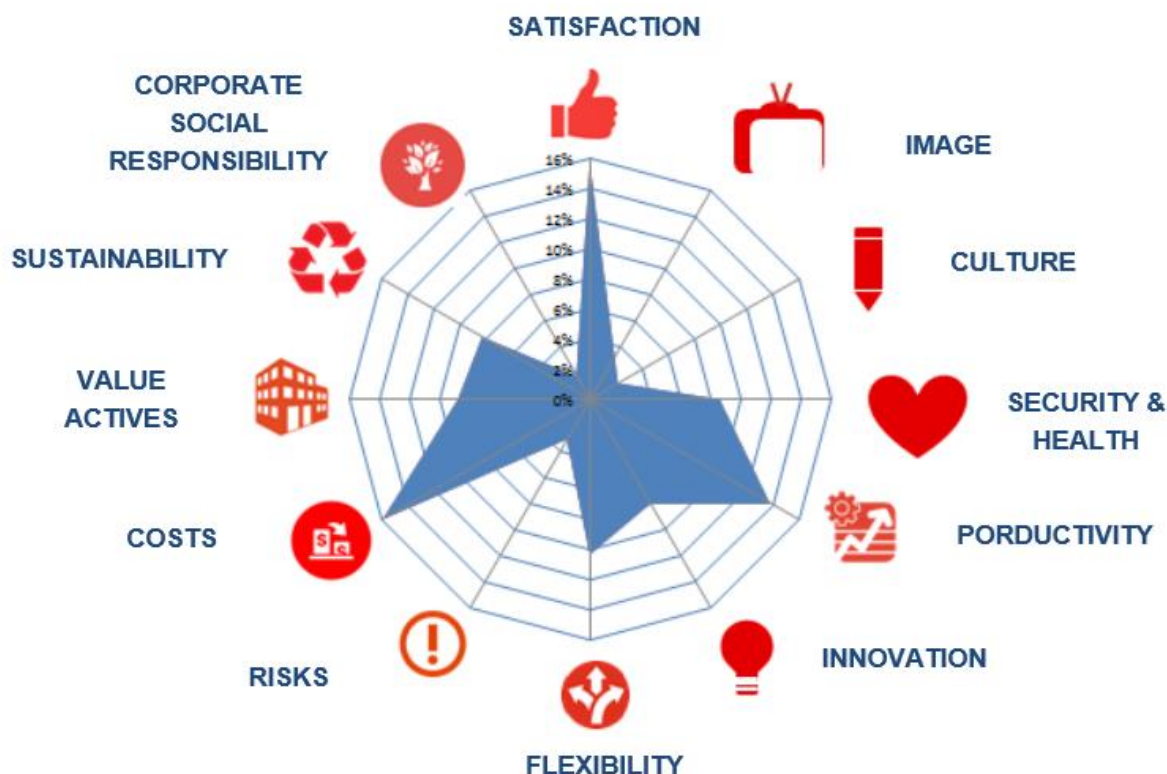 SATISFACTION
CORPORATE
SOCIAL
RESPONSIBILITY
IMAGE
SUSTAINABILITY
CULTURE
VALUE
ACTIVES
SECURITY &
HEALTH
COSTS
PORDUCTIVITY
RISKS
INNOVATION
FLEXIBILITY
16%
14%
12%
10%
8%
6%
4%
2%
0%
$